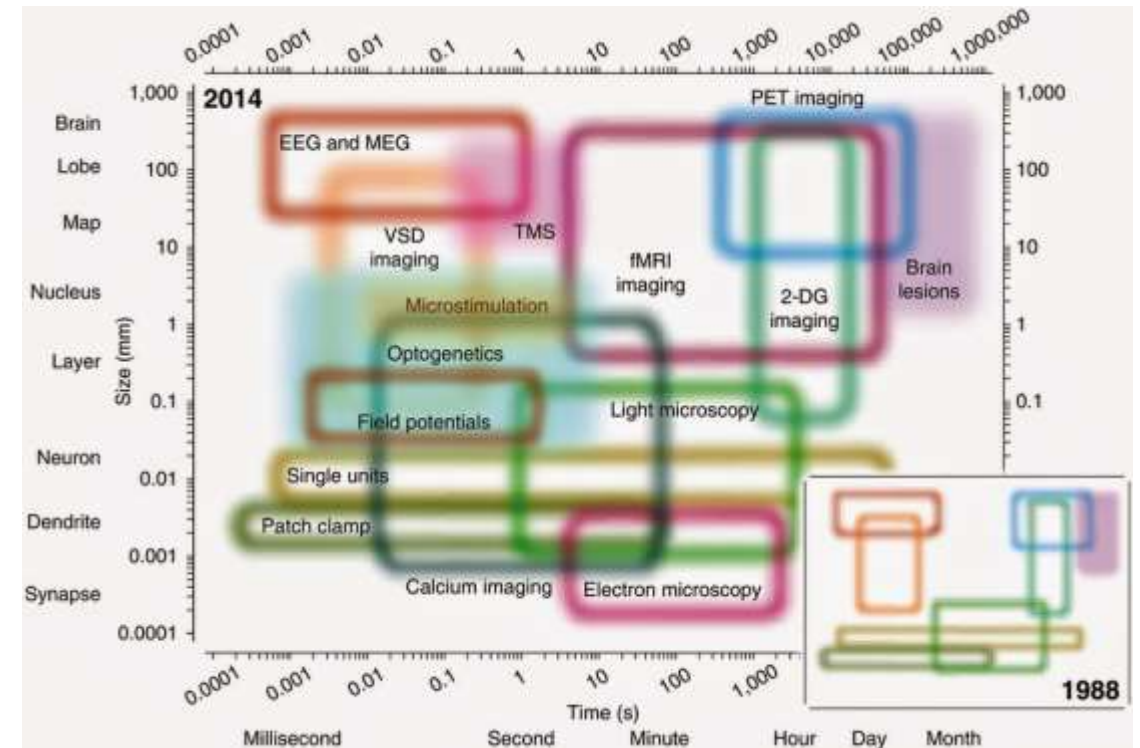 0.0001 0.001 0.01 0.1 1 10 100 1,000 10,000 100,000 1,000,000
2014
PET imaging
1,000 1,000
Brain
EEG and MEG
Lobe
100 100
Map
VSD
imaging
TMS
10 10
fMRI
imaging
Brain
lesions
Nucleus
2-DG
imaging
Microstimulation
1 1
Size (mm)
Layer
Optogenetics
0.1 0.1
Light microscopy
Field potentials
Neuron
Single units
0.01
Dendrite
Patch clamp
0.001
Calcium imaging
Electron microscopy
Synapse
0.0001
1988
0.0001 0.001 0.01 0.1 1 10 100 1,000
Time (s)
Millisecond Second Minute Hour Day Month